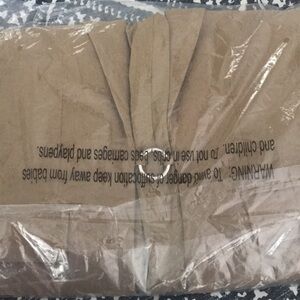 WARNING: To avoid danger of suffocation keep away from babies
and children. Do not use in cribs, beds carriages and playpens.